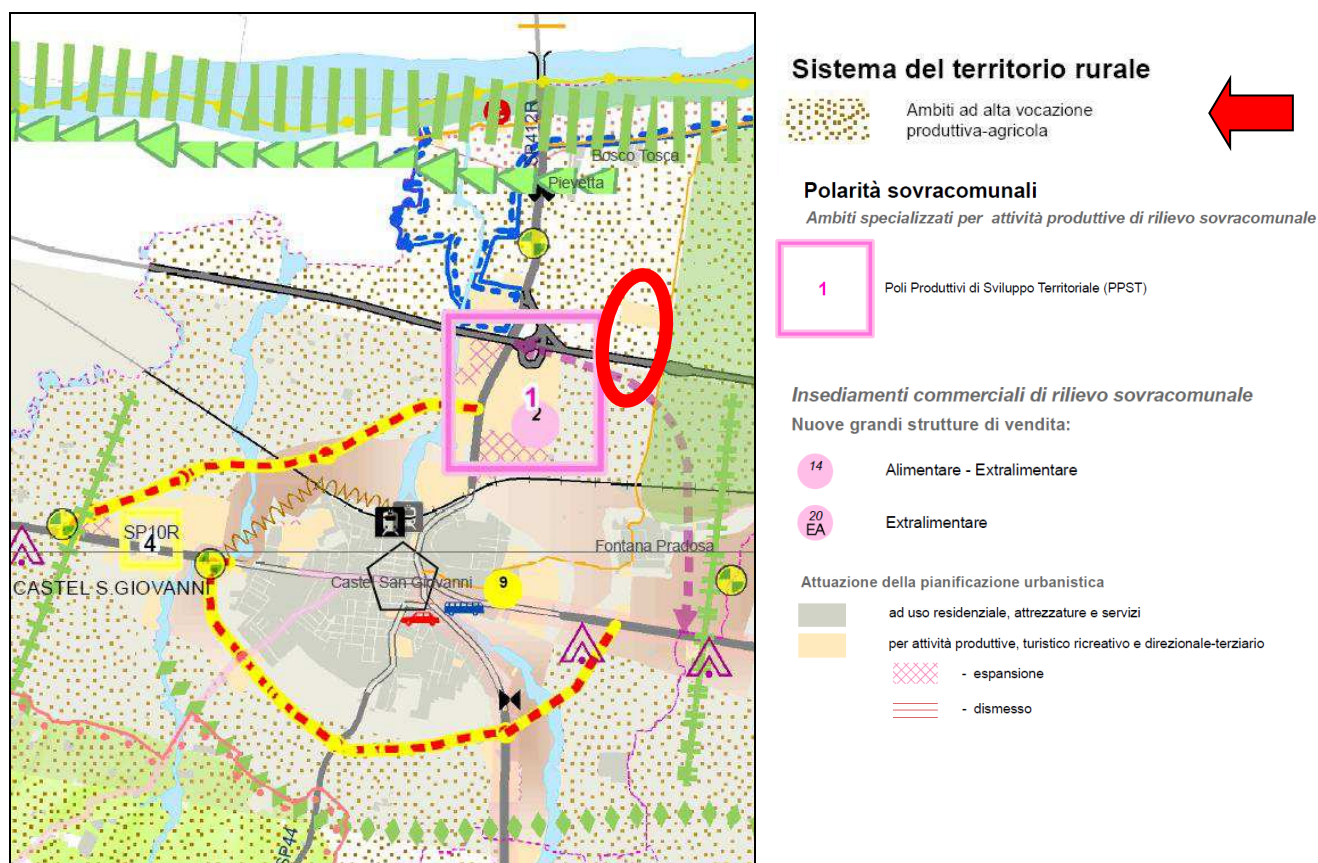 SP412R
Bosco Tosca
Pievetta
1
2
SP10R
4
CASTEL S.GIOVANNI
Castel San Giovanni
9
Fontana Pradosa
SP44
Sistema del territorio rurale
Ambiti ad alta vocazione
produttiva-agricola
Polarità sovracomunali
Ambiti specializzati per attività produttive di rilievo sovracomunale
1
Poli Produttivi di Sviluppo Territoriale (PPST)
Insediamenti commerciali di rilievo sovracomunale
Nuove grandi strutture di vendita:
14
Alimentare - Extralimentare
20
EA
Extralimentare
Attuazione della pianificazione urbanistica
ad uso residenziale, attrezzature e servizi
per attività produttive, turistico ricreativo e direzionale-terziario
- espansione
- dismesso